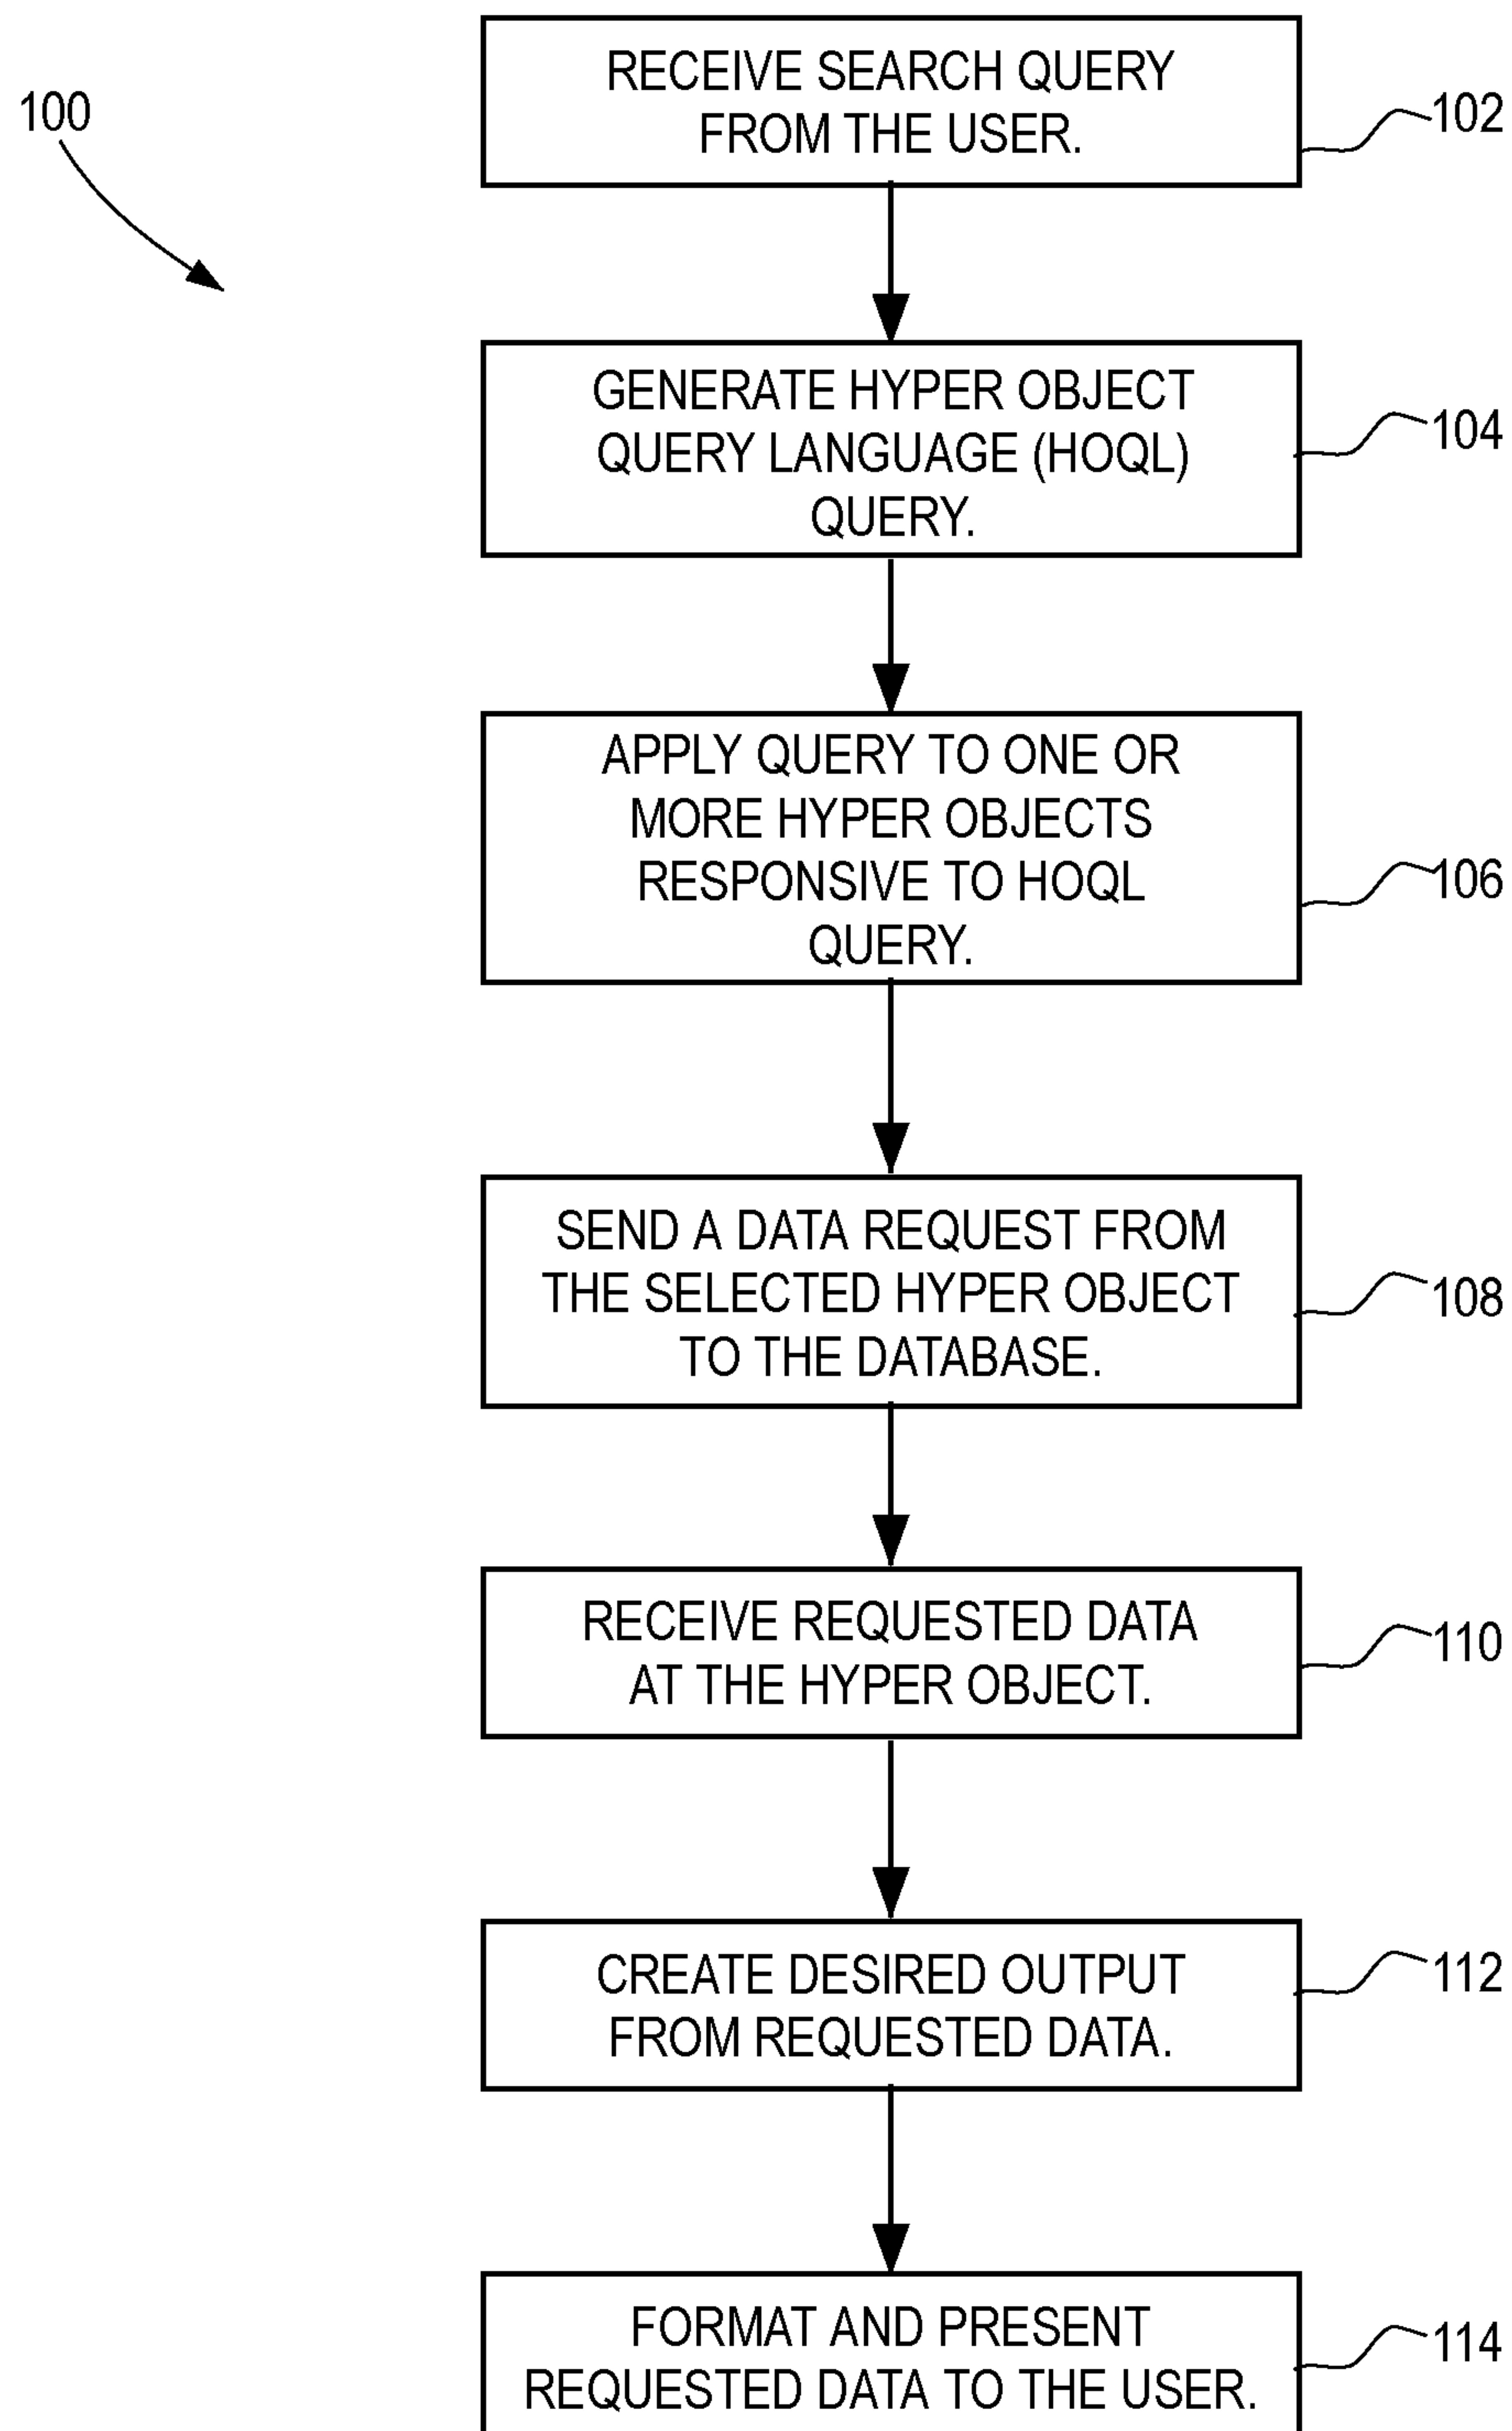 100
RECEIVE SEARCH QUERY
FROM THE USER.
102
GENERATE HYPER OBJECT
QUERY LANGUAGE (HOQL)
QUERY.
104
APPLY QUERY TO ONE OR
MORE HYPER OBJECTS
RESPONSIVE TO HOQL
QUERY.
106
SEND A DATA REQUEST FROM
THE SELECTED HYPER OBJECT
TO THE DATABASE.
108
RECEIVE REQUESTED DATA
AT THE HYPER OBJECT.
110
CREATE DESIRED OUTPUT
FROM REQUESTED DATA.
112
FORMAT AND PRESENT
REQUESTED DATA TO THE USER.
114